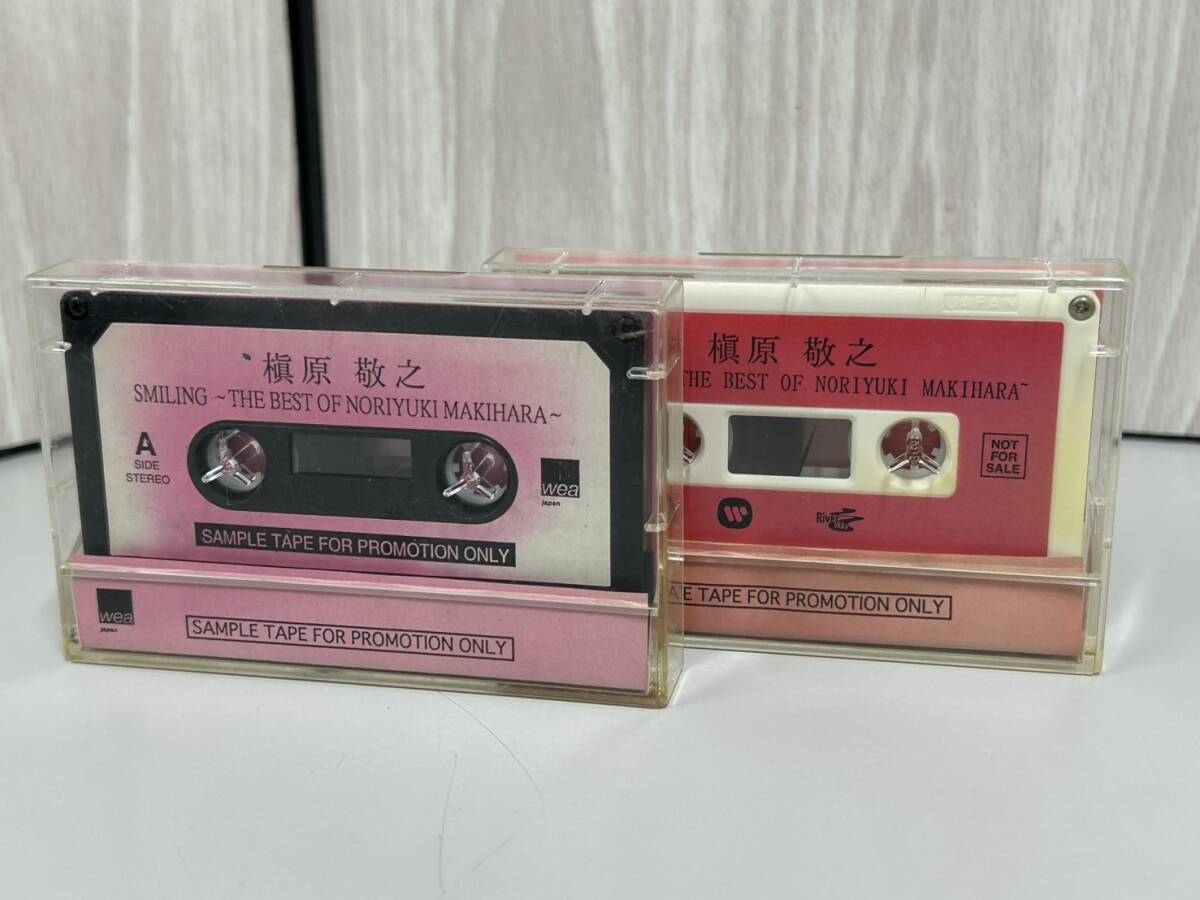 槇原 敬之
SMILING ~THE BEST OF NORIYUKI MAKIHARA~
A
SIDE
STEREO
wea
japan
SAMPLE TAPE FOR PROMOTION ONLY
wea
japan
SAMPLE TAPE FOR PROMOTION ONLY
JAPAN
槇原 敬之
THE BEST OF NORIYUKI MAKIHARA~
NOT
FOR
SALE
River
Way
TAPE FOR PROMOTION ONLY